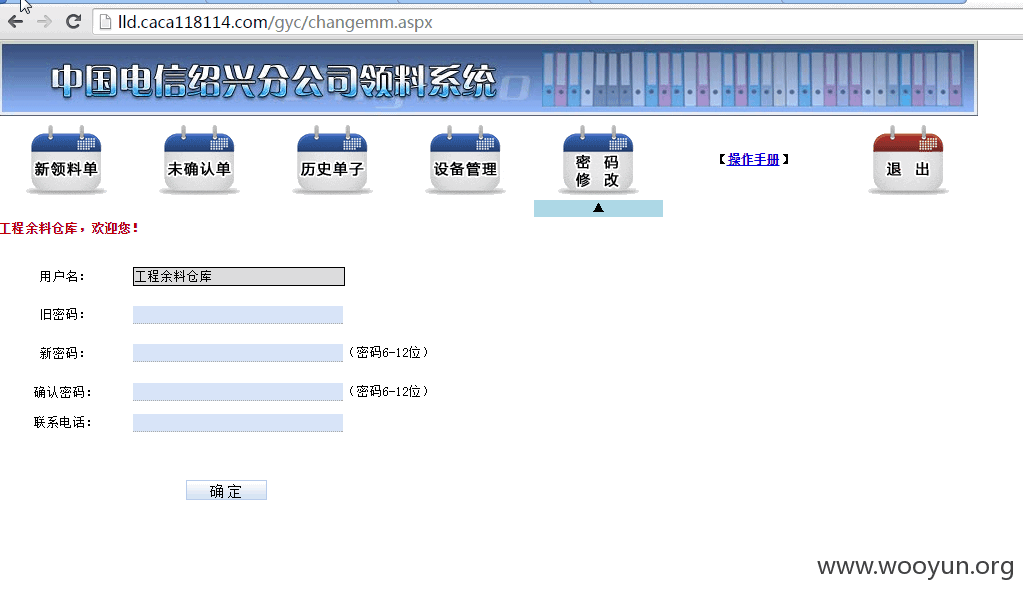 lld.caca118114.com/gyc/changemm.aspx
中国电信绍兴分公司领料系统
新领料单 未确认单 历史单子 设备管理 密 码 修 改 【操作手册】 退 出
▲
工程余料仓库，欢迎您！
用户名： 工程余料仓库
旧密码：
新密码： （密码6-12位）
确认密码： （密码6-12位）
联系电话：
确 定
www.wooyun.org